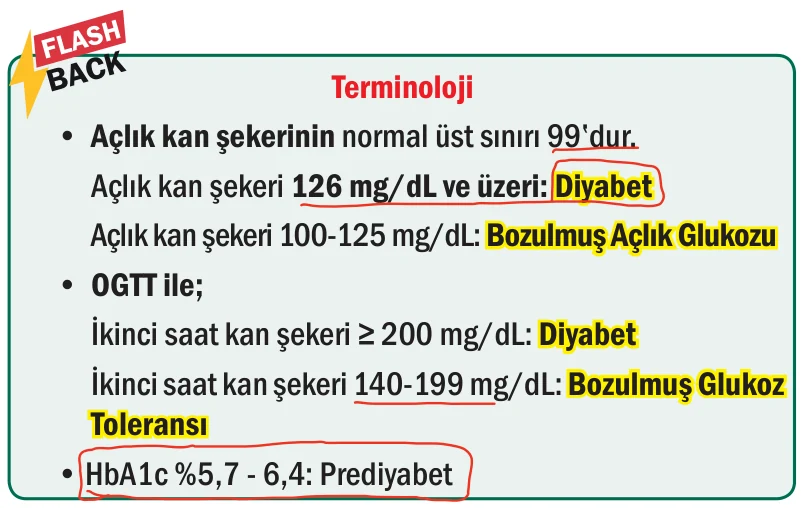 FLASH
BACK
Terminoloji
• Açlık kan şekerinin normal üst sınırı 99‛dur.
Açlık kan şekeri 126 mg/dL ve üzeri: Diyabet
Açlık kan şekeri 100-125 mg/dL: Bozulmuş Açlık Glukozu
• OGTT ile;
İkinci saat kan şekeri ≥ 200 mg/dL: Diyabet
İkinci saat kan şekeri 140-199 mg/dL: Bozulmuş Glukoz
Toleransı
• HbA1c %5,7 - 6,4: Prediyabet